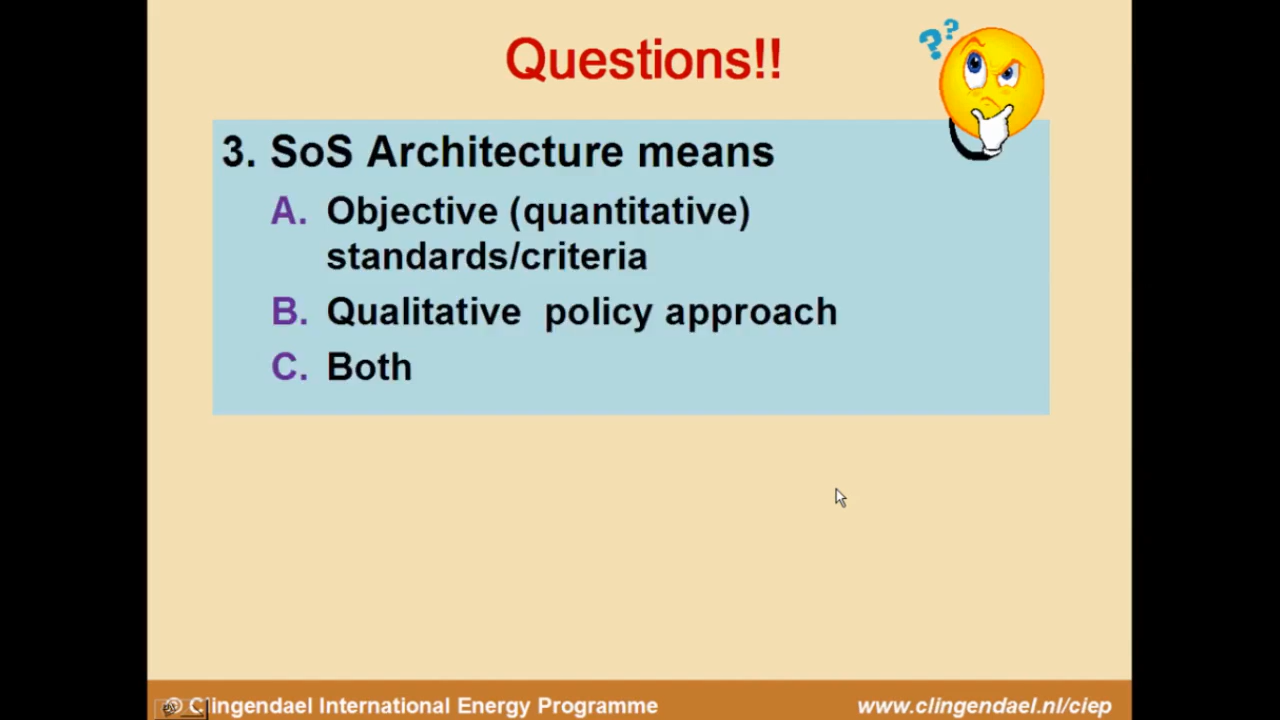 Questions!!
??
3. SoS Architecture means
A. Objective (quantitative)
standards/criteria
B. Qualitative policy approach
C. Both
© Clingendael International Energy Programme
www.clingendael.nl/ciep